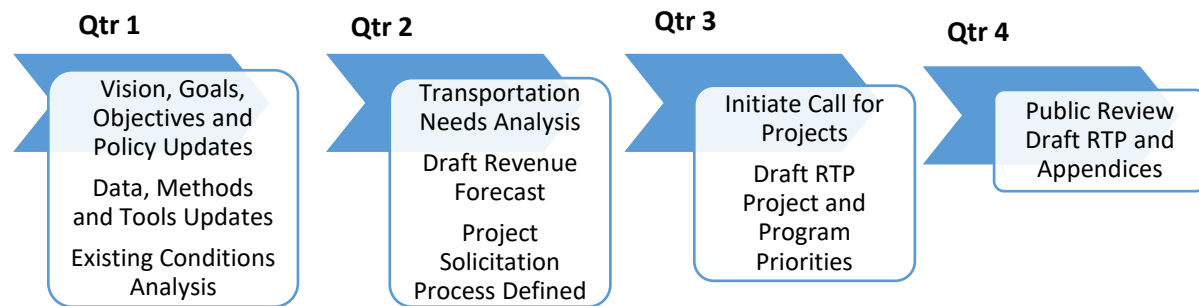 Qtr 1
Vision, Goals,
Objectives and
Policy Updates
Data, Methods
and Tools Updates
Existing Conditions
Analysis
Qtr 2
Transportation
Needs Analysis
Draft Revenue
Forecast
Project
Solicitation
Process Defined
Qtr 3
Initiate Call for
Projects
Draft RTP
Project and
Program
Priorities
Qtr 4
Public Review
Draft RTP and
Appendices